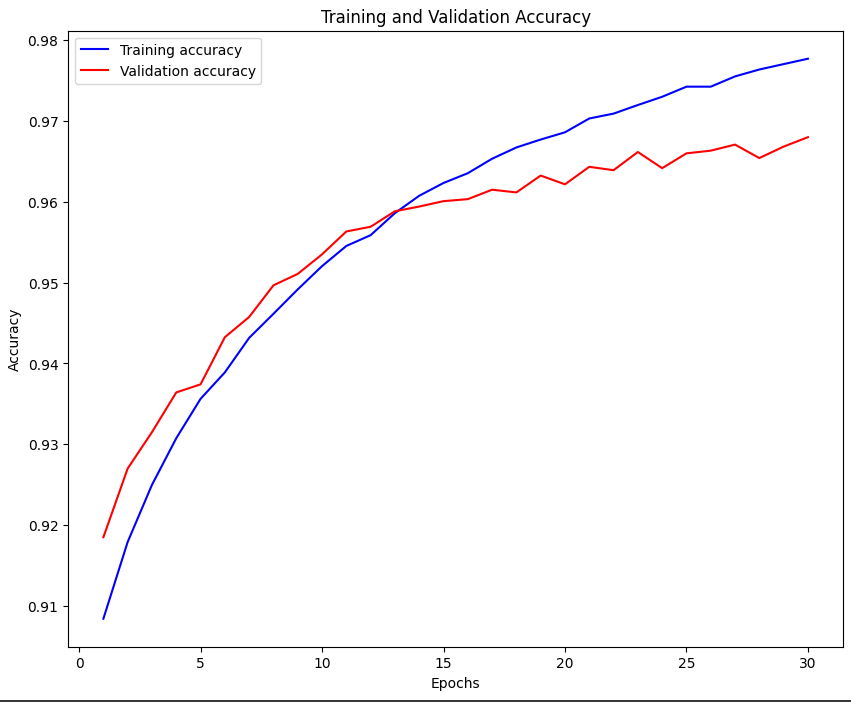 Training and Validation Accuracy
Training accuracy
Validation accuracy
0.98
0.97
0.96
0.95
0.94
0.93
0.92
0.91
Accuracy
0 5 10 15 20 25 30
Epochs